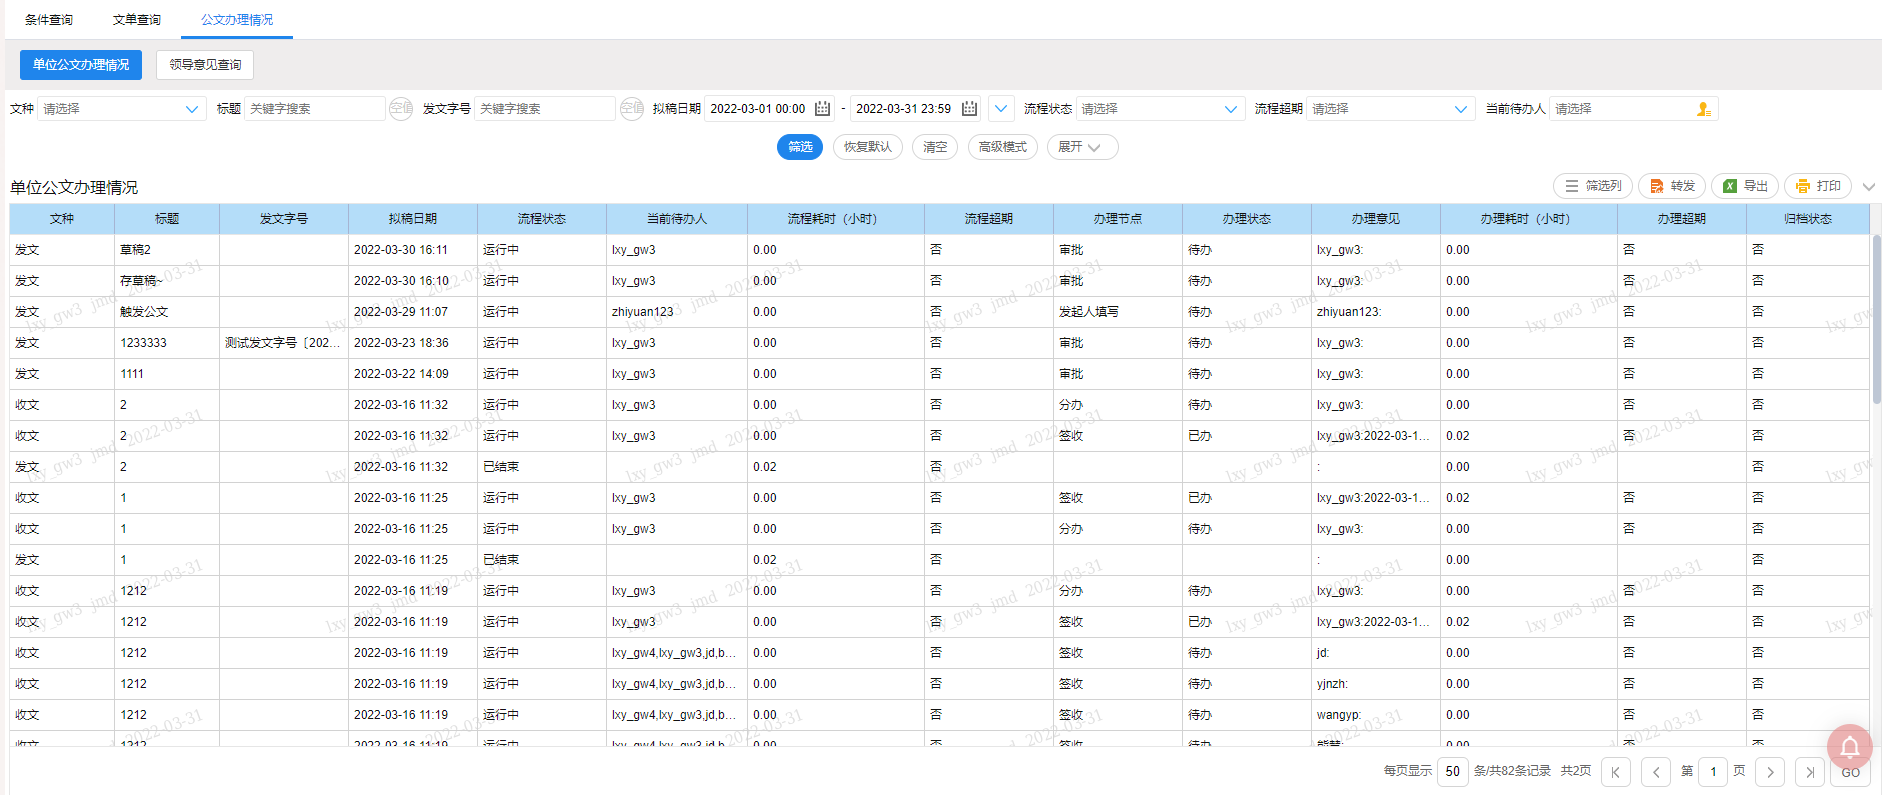 条件查询 文单查询 公文办理情况
单位公文办理情况 领导意见查询
文种 请选择 标题 关键字搜索 空值 发文字号 关键字搜索 空值 拟稿日期 2022-03-01 00:00 - 2022-03-31 23:59 流程状态 请选择 流程超期 请选择 当前待办人 请选择
筛选 恢复默认 清空 高级模式 展开
单位公文办理情况 筛选列 转发 导出 打印
文种 标题 发文字号 拟稿日期 流程状态 当前待办人 流程耗时（小时） 流程超期 办理节点 办理状态 办理意见 办理耗时（小时） 办理超期 归档状态
发文 草稿2 2022-03-30 16:11 运行中 lxy_gw3 0.00 否 审批 待办 lxy_gw3: 0.00 否 否
发文 存草稿~ 2022-03-30 16:10 运行中 lxy_gw3 0.00 否 审批 待办 lxy_gw3: 0.00 否 否
发文 触发公文 2022-03-29 11:07 运行中 zhiyuan123 0.00 否 发起人填写 待办 zhiyuan123: 0.00 否 否
发文 1233333 测试发文字号〔202... 2022-03-23 18:36 运行中 lxy_gw3 0.00 否 审批 待办 lxy_gw3: 0.00 否 否
发文 1111 2022-03-22 14:09 运行中 lxy_gw3 0.00 否 审批 待办 lxy_gw3: 0.00 否 否
收文 2 2022-03-16 11:32 运行中 lxy_gw3 0.00 否 分办 待办 lxy_gw3: 0.00 否 否
收文 2 2022-03-16 11:32 运行中 lxy_gw3 0.00 否 签收 已办 lxy_gw3:2022-03-1... 0.02 否 否
发文 2 2022-03-16 11:32 已结束 0.02 否 : 0.00 否
收文 1 2022-03-16 11:25 运行中 lxy_gw3 0.00 否 签收 已办 lxy_gw3:2022-03-1... 0.02 否 否
收文 1 2022-03-16 11:25 运行中 lxy_gw3 0.00 否 分办 待办 lxy_gw3: 0.00 否 否
发文 1 2022-03-16 11:25 已结束 0.02 否 : 0.00 否
收文 1212 2022-03-16 11:19 运行中 lxy_gw3 0.00 否 分办 待办 lxy_gw3: 0.00 否 否
收文 1212 2022-03-16 11:19 运行中 lxy_gw3 0.00 否 签收 已办 lxy_gw3:2022-03-1... 0.02 否 否
收文 1212 2022-03-16 11:19 运行中 lxy_gw4,lxy_gw3,jd,b... 0.00 否 签收 待办 jd: 0.00 否 否
收文 1212 2022-03-16 11:19 运行中 lxy_gw4,lxy_gw3,jd,b... 0.00 否 签收 待办 yjnzh: 0.00 否 否
收文 1212 2022-03-16 11:19 运行中 lxy_gw4,lxy_gw3,jd,b... 0.00 否 签收 待办 wangyp: 0.00 否 否
收文 1212 2022-03-16 11:19 运行中 lxy_gw4,lxy_gw3,jd,b... 0.00 否 签收 待办 0.00 否 否
每页显示 50 条/共82条记录 共2页 第 1 页 GO
lxy_gw3 jmd 2022-03-31